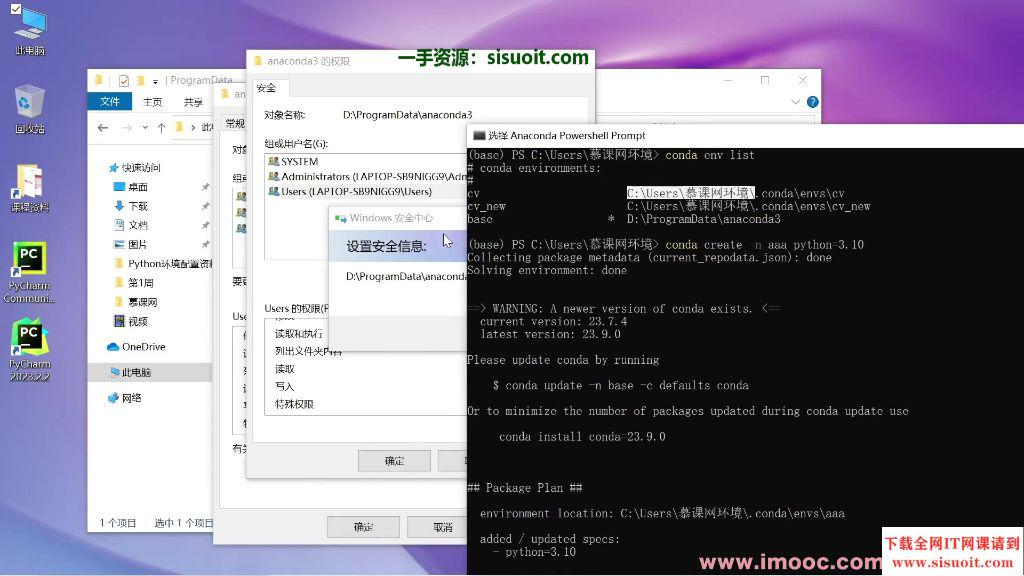 此电脑
回收站
课程资料
PyCharm
Communi...
PyCharm
2023.2.2
ProgramData
文件
主页
共享
快速访问
桌面
下载
文档
图片
Python环境配置资料
第1周
慕课网
视频
OneDrive
此电脑
网络
1 个项目
选中 1 个项目
常规
确定
取消
anaconda3 的权限
一手资源：sisuoit.com
安全
对象名称:
D:\ProgramData\anaconda3
组或用户名(G):
SYSTEM
Administrators (LAPTOP-SB9NIGG9\Adn
Users (LAPTOP-SB9NIGG9\Users)
Windows 安全中心
设置安全信息:
D:\ProgramData\anaconda
Users 的权限(P
读取和执行
列出文件夹内容
读取
写入
特殊权限
确定
选择 Anaconda Powershell Prompt
(base) PS C:\Users\慕课网环境> conda env list
# conda environments:
#
cv C:\Users\慕课网环境\.conda\envs\cv
cv_new C:\Users\慕课网环境\.conda\envs\cv_new
base * D:\ProgramData\anaconda3
(base) PS C:\Users\慕课网环境> conda create -n aaa python=3.10
Collecting package metadata (current_repodata.json): done
Solving environment: done
==> WARNING: A newer version of conda exists. <==
current version: 23.7.4
latest version: 23.9.0
Please update conda by running
$ conda update -n base -c defaults conda
Or to minimize the number of packages updated during conda update use
conda install conda=23.9.0
## Package Plan ##
environment location: C:\Users\慕课网环境\.conda\envs\aaa
added / updated specs:
- python=3.10
www.imooc.com
下载全网IT网课请到
www.sisuoit.com